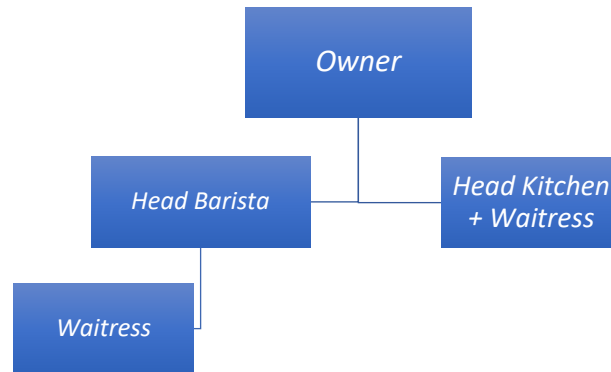 Owner
Head Barista
Head Kitchen
+ Waitress
Waitress